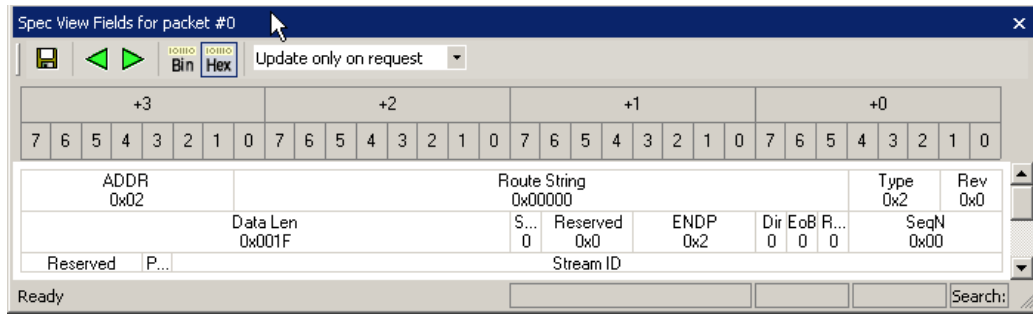 Spec View Fields for packet #0
Bin Hex Update only on request
+3 +2 +1 +0
7 6 5 4 3 2 1 0 7 6 5 4 3 2 1 0 7 6 5 4 3 2 1 0 7 6 5 4 3 2 1 0
ADDR Route String Type Rev
0x02 0x00000 0x2 0x0
Data Len S... Reserved ENDP Dir EoB R... SeqN
0x001F 0 0x0 0x2 0 0 0 0x00
Reserved P... Stream ID
Ready Search: